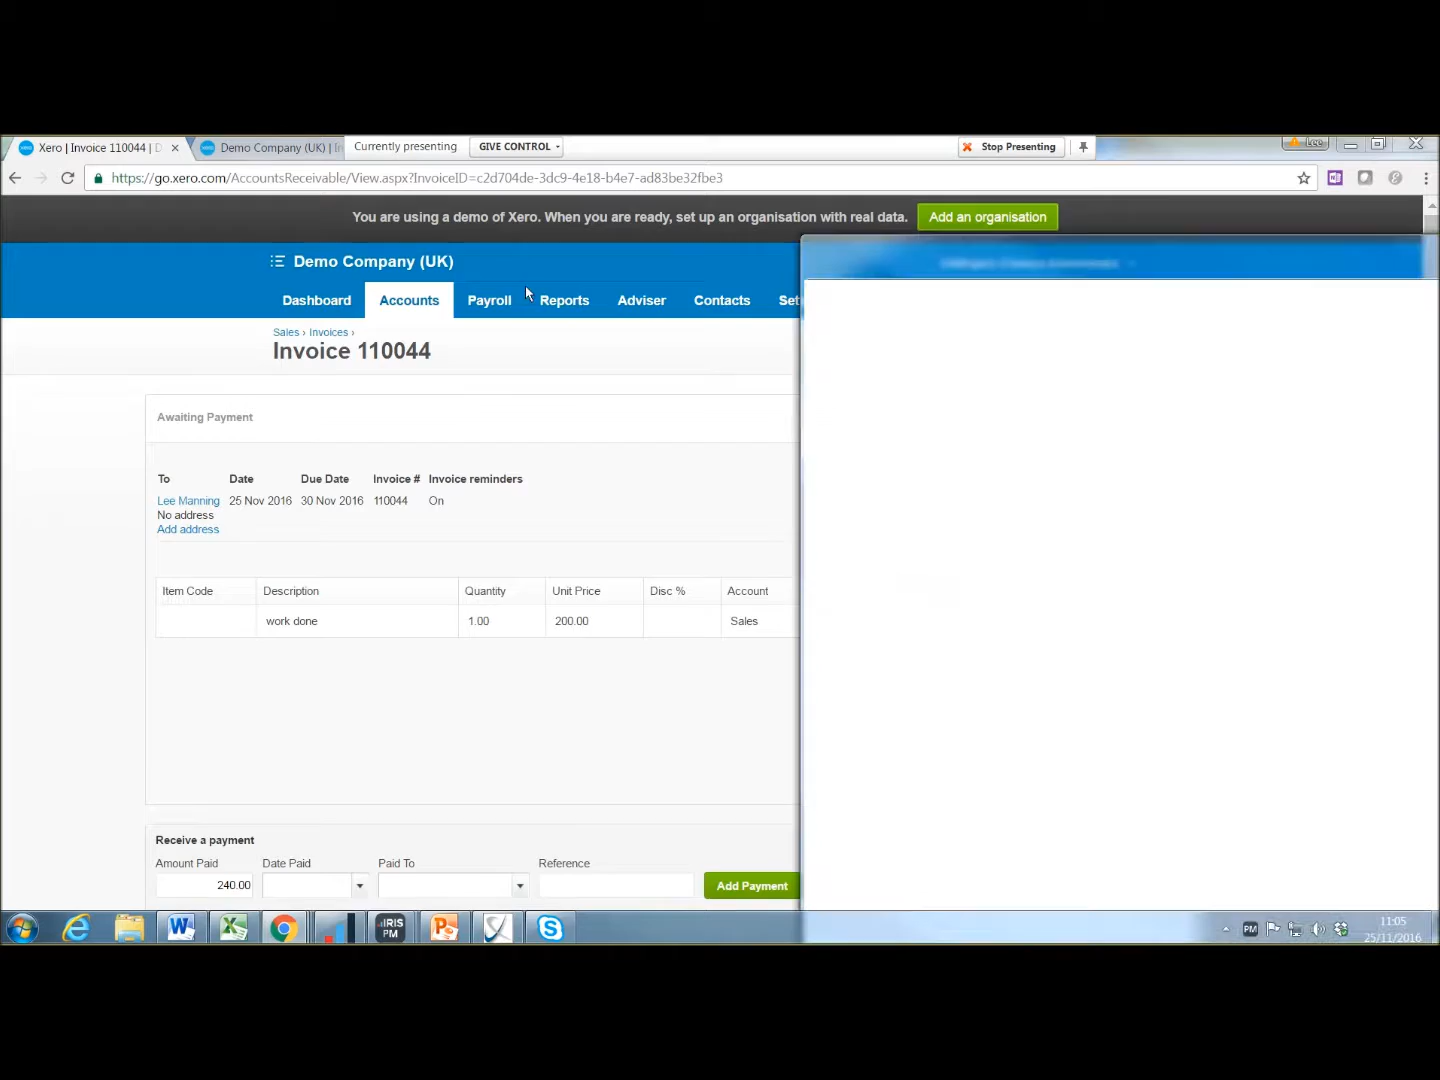 Xero | Invoice 110044 | D
Demo Company (UK) | In
Currently presenting
GIVE CONTROL
Stop Presenting
Lee
https://go.xero.com/AccountsReceivable/View.aspx?InvoiceID=c2d704de-3dc9-4e18-b4e7-ad83be32fbe3
You are using a demo of Xero. When you are ready, set up an organisation with real data. Add an organisation
Demo Company (UK)
Dashboard Accounts Payroll Reports Adviser Contacts Set
Sales › Invoices ›
Invoice 110044
Awaiting Payment
To Date Due Date Invoice # Invoice reminders
Lee Manning 25 Nov 2016 30 Nov 2016 110044 On
No address
Add address
Item Code Description Quantity Unit Price Disc % Account
work done 1.00 200.00 Sales
Receive a payment
Amount Paid Date Paid Paid To Reference
240.00 Add Payment
IRIS
PM
PM
11:05
25/11/2016